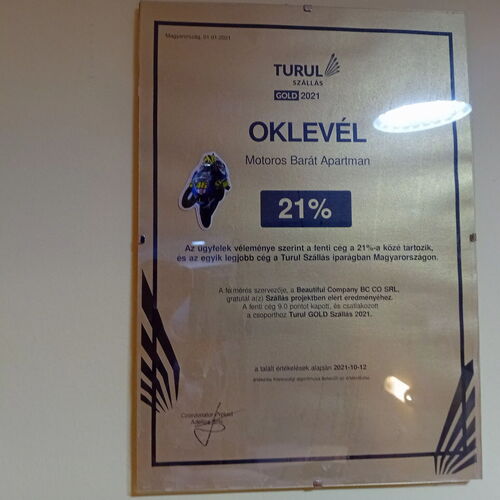 Magyarország, 01.01.2021
TURUL
SZÁLLÁS
GOLD 2021
OKLEVÉL
Motoros Barát Apartman
21%
Az ügyfelek véleménye szerint a fenti cég a 21%-a közé tartozik,
és az egyik legjobb cég a Turul Szállás iparágban Magyarországon.
A felmérés szervezője, a Beautiful Company BC CO SRL,
gratulál a(z) Szállás projektben elért eredményéhez.
A fenti cég 9.0 pontot kapott, és csatlakozott
a csoporthoz Turul GOLD Szállás 2021.
a talált értékelések alapján 2021-10-12
Coordonator Proiect